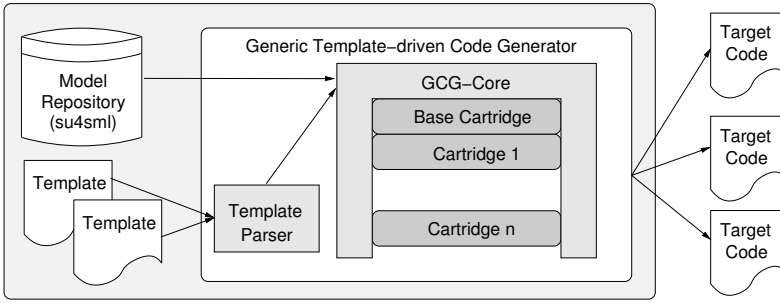 Generic Template–driven Code Generator
Model
Repository
(su4sml)
GCG–Core
Base Cartridge
Cartridge 1
Cartridge n
Template
Template
Template
Parser
Target
Code
Target
Code
Target
Code